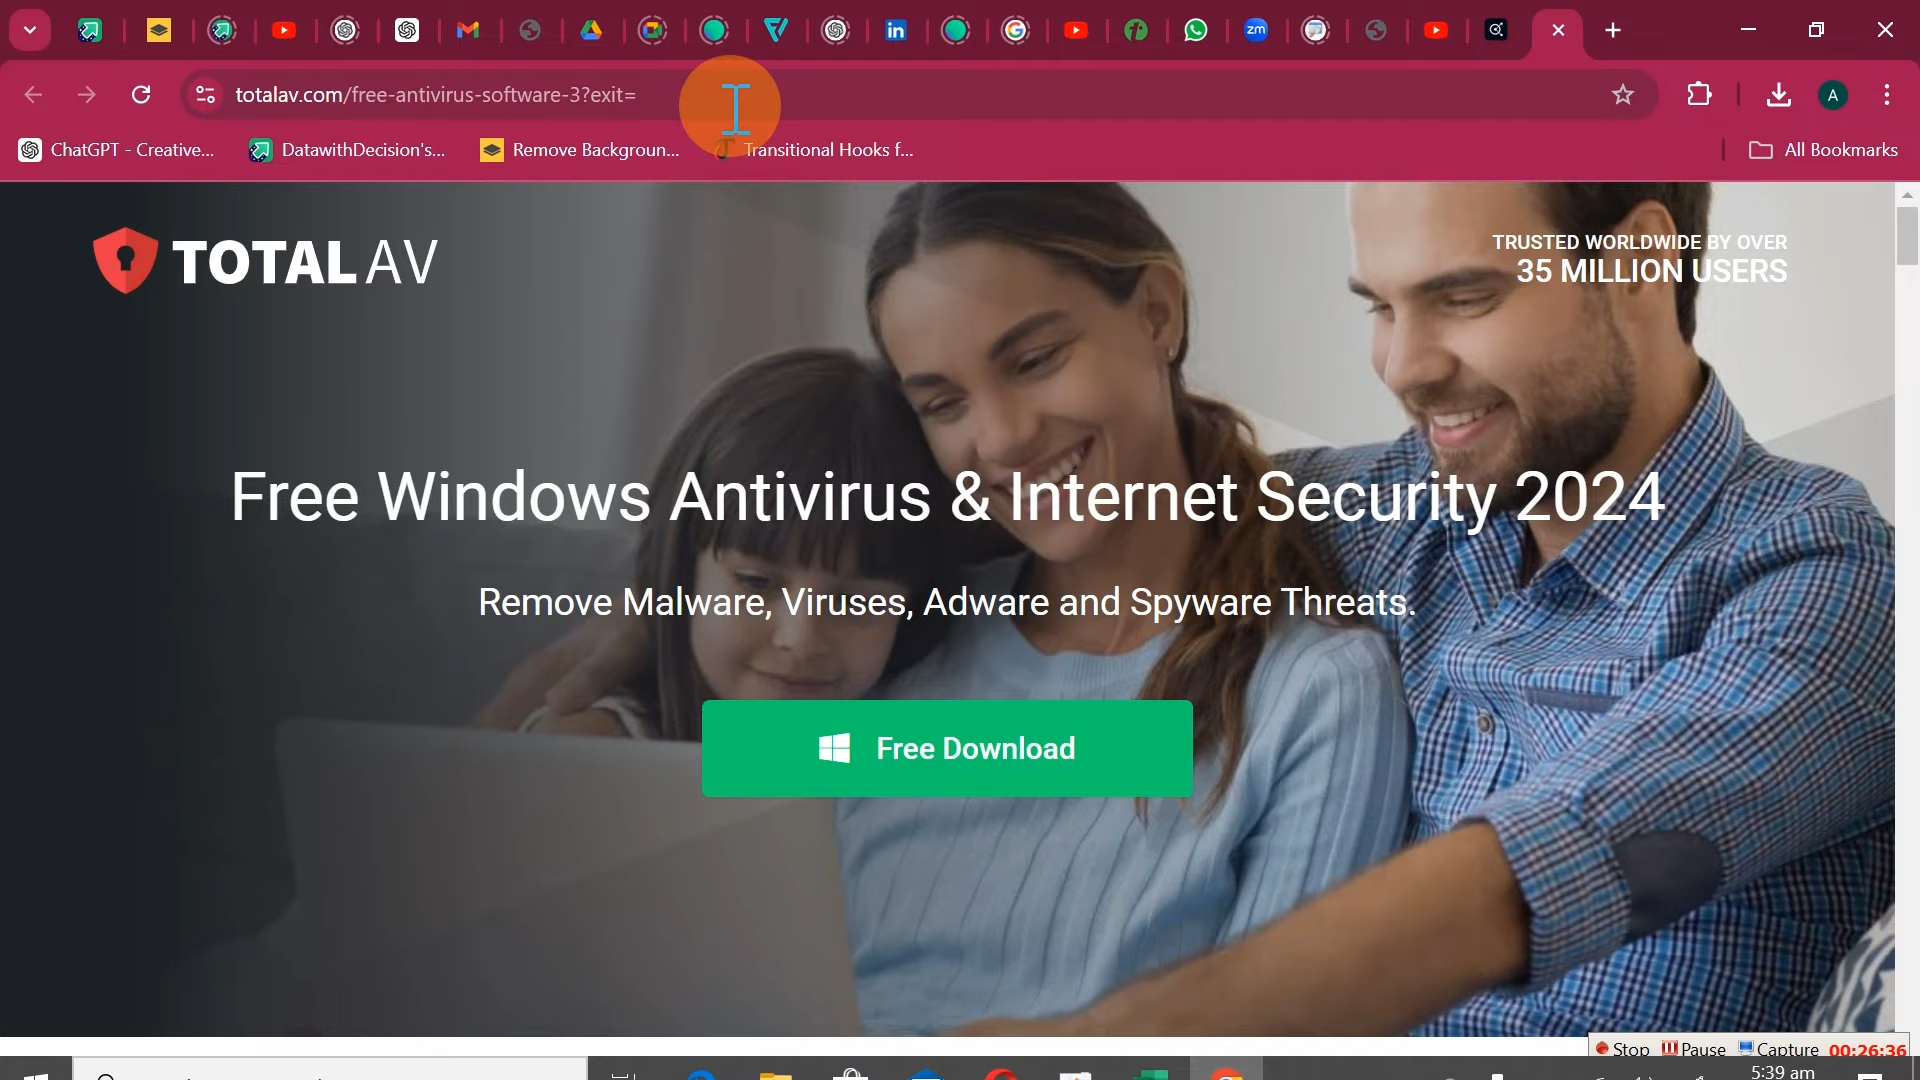 zm
totalav.com/free-antivirus-software-3?exit=
A
ChatGPT - Creative...
DatawithDecision's...
Remove Backgroun...
Transitional Hooks f...
All Bookmarks
TOTALAV
TRUSTED WORLDWIDE BY OVER
35 MILLION USERS
Free Windows Antivirus & Internet Security 2024
Remove Malware, Viruses, Adware and Spyware Threats.
Free Download
Stop Pause Capture 00:26:36
5:39 am